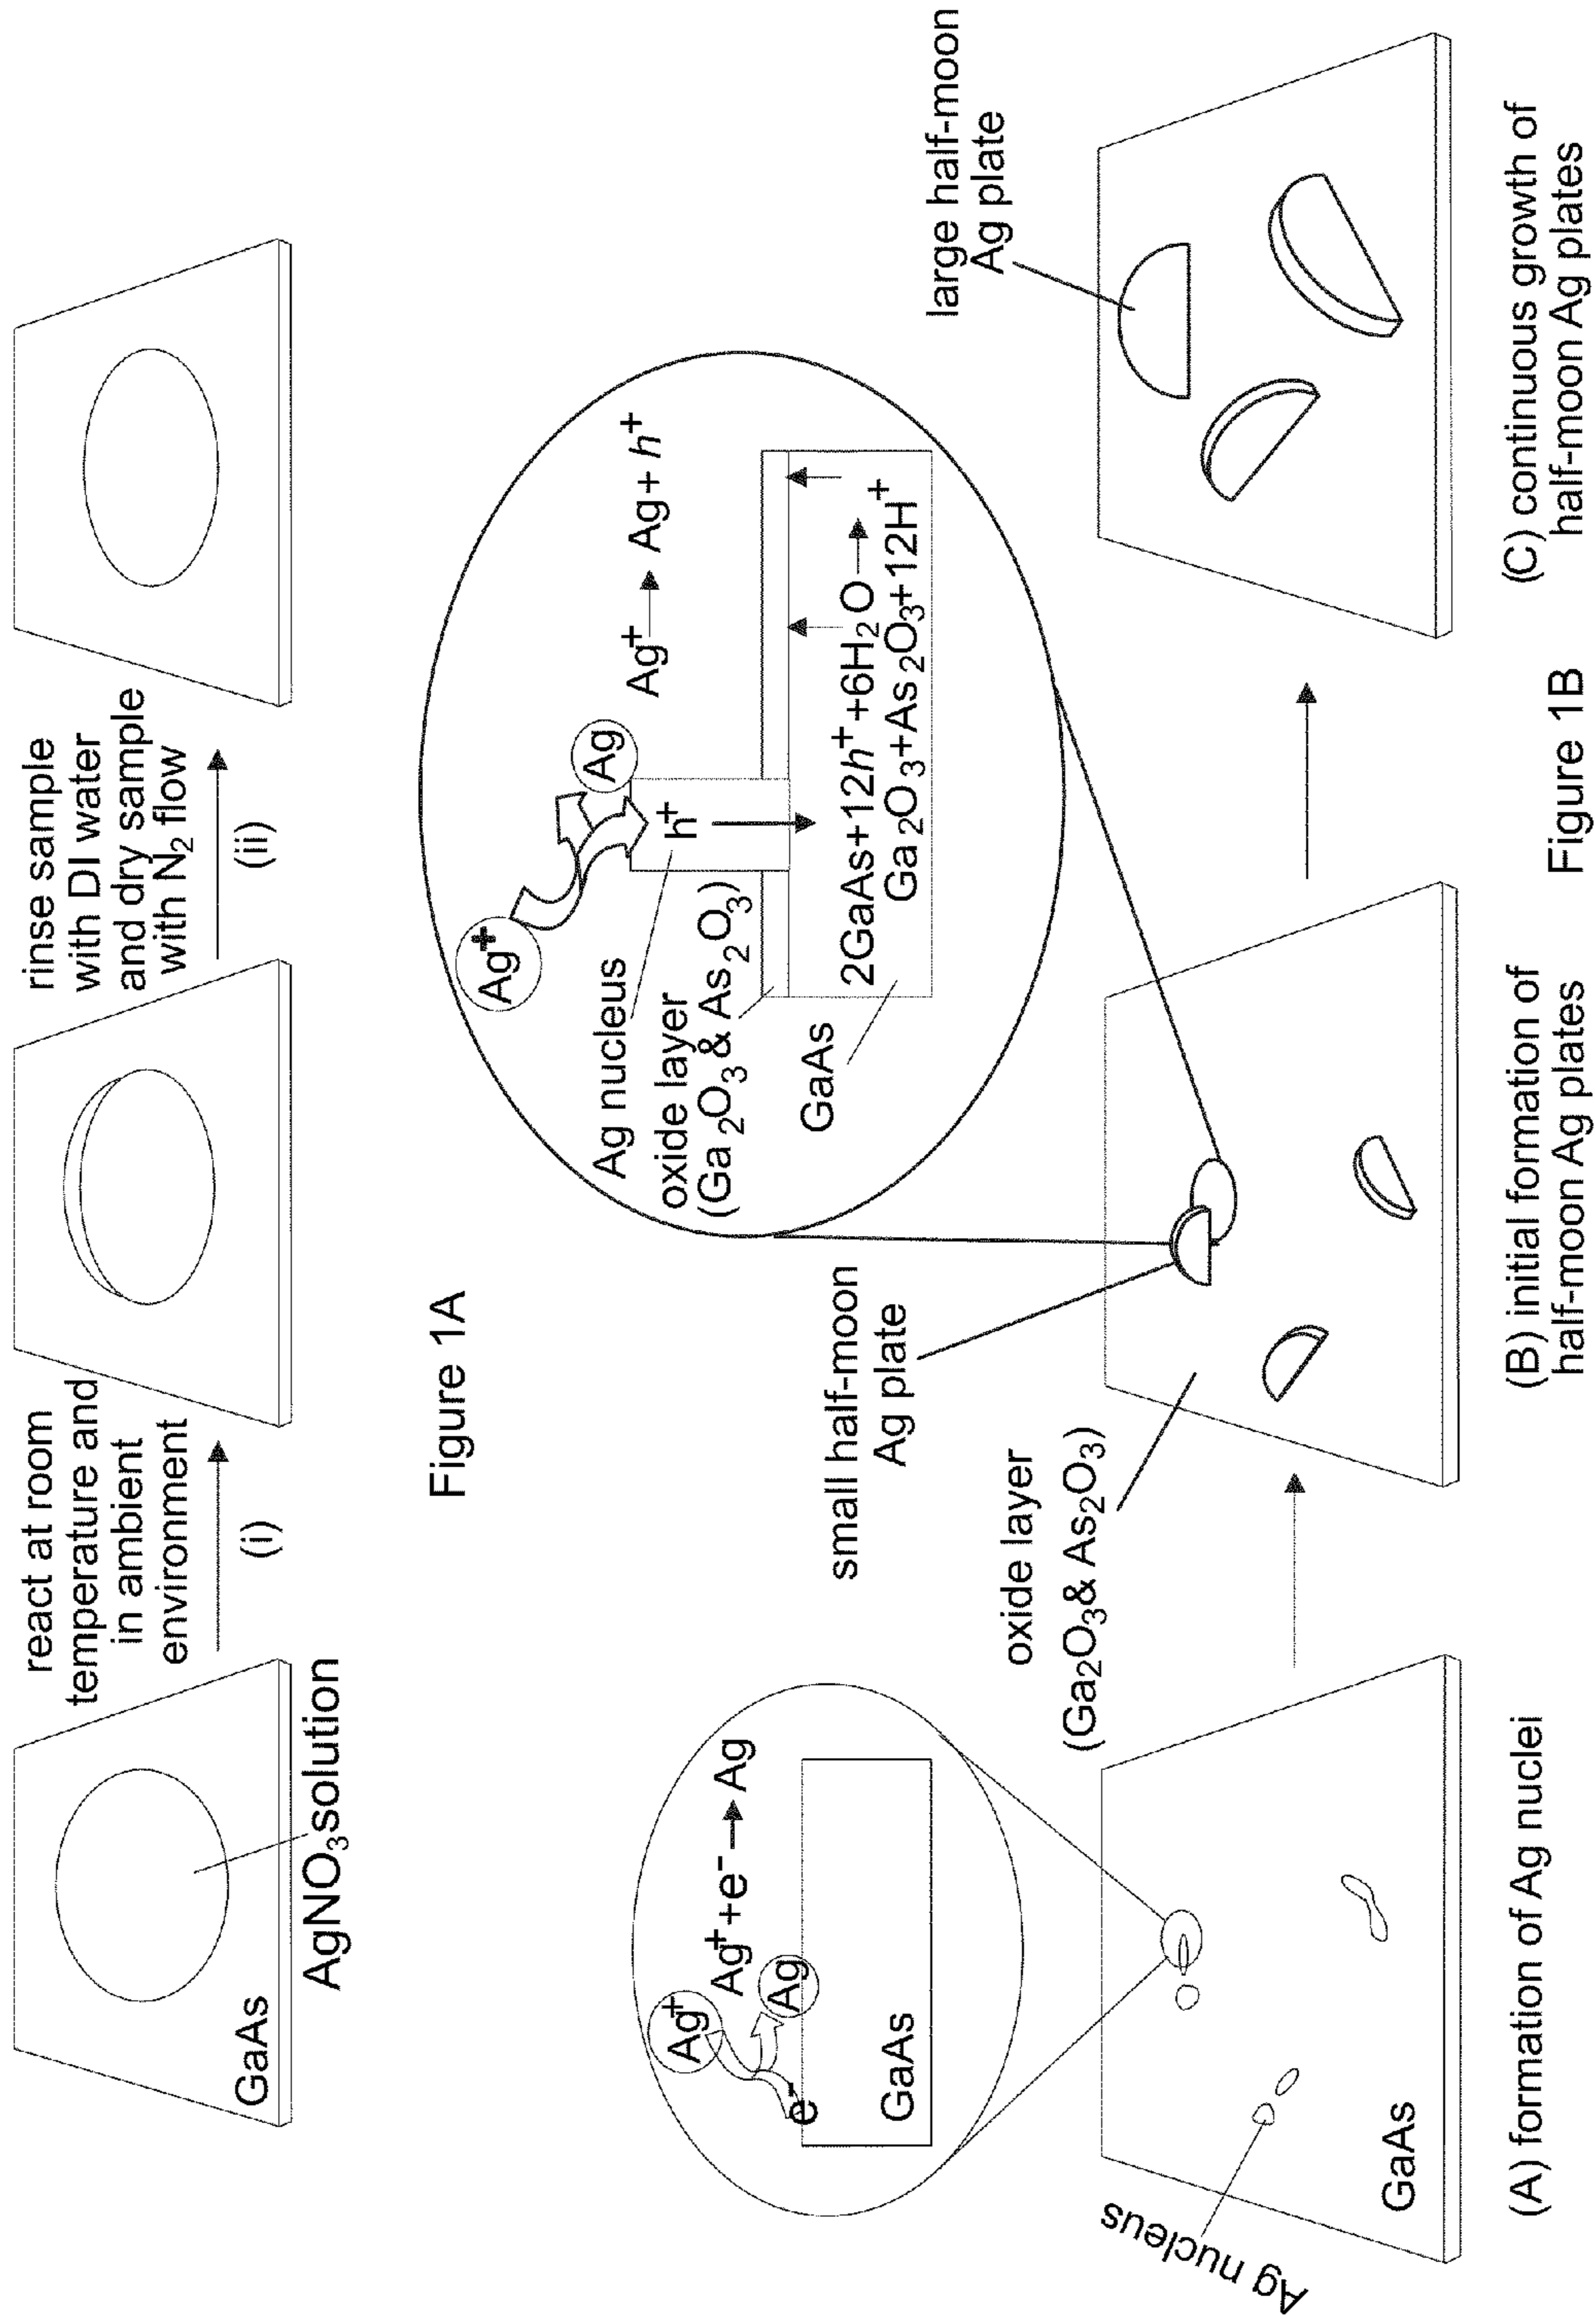 GaAs
AgNO3solution
react at room
temperature and
in ambient
environment
(i)
rinse sample
with DI water
and dry sample
with N2 flow
(ii)
Figure 1A
Ag+
Ag++e-→Ag
Ag
e-
GaAs
Ag nucleus
GaAs
(A) formation of Ag nuclei
small half-moon
Ag plate
oxide layer
(Ga2O3& As2O3)
Ag+
Ag
Ag+→Ag+h+
h+
Ag nucleus
oxide layer
(Ga2O3& As2O3)
GaAs
2GaAs+12h++6H2O→
Ga2O3+As2O3+12H+
(B) initial formation of
half-moon Ag plates
large half-moon
Ag plate
(C) continuous growth of
half-moon Ag plates
Figure 1B